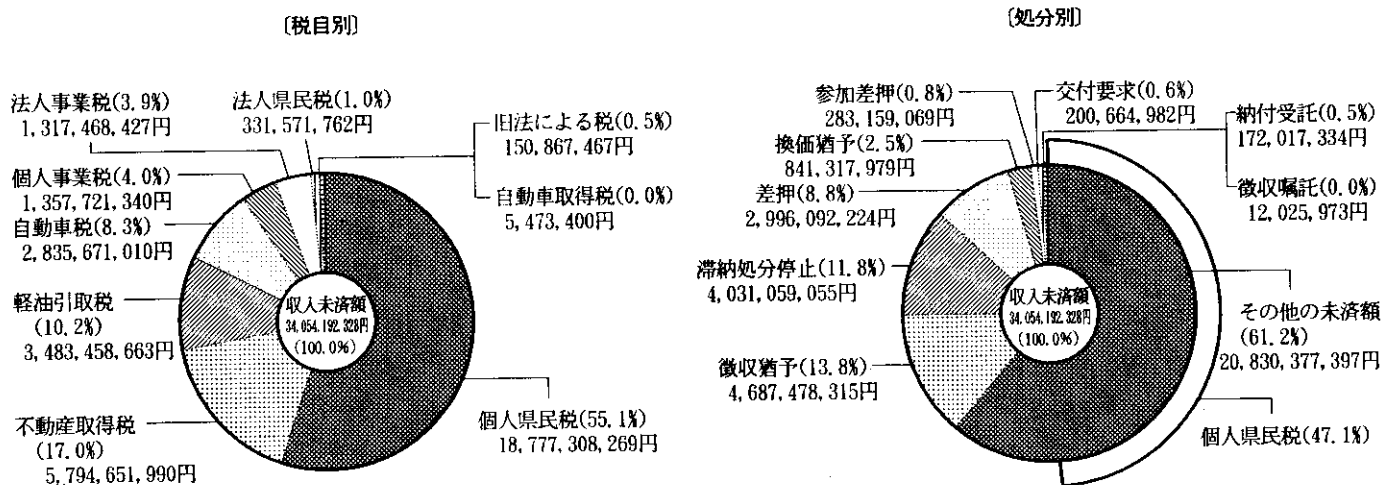 〔税目別〕
法人事業税(3.9%)
1,317,468,427円
法人県民税(1.0%)
331,571,762円
旧法による税(0.5%)
150,867,467円
自動車取得税(0.0%)
5,473,400円
個人事業税(4.0%)
1,357,721,340円
自動車税(8.3%)
2,835,671,010円
軽油引取税
(10.2%)
3,483,458,663円
不動産取得税
(17.0%)
5,794,651,990円
収入未済額
34,054,192,328円
(100.0%)
個人県民税(55.1%)
18,777,308,269円
〔処分別〕
参加差押(0.8%)
283,159,069円
交付要求(0.6%)
200,664,982円
納付受託(0.5%)
172,017,334円
徴収嘱託(0.0%)
12,025,973円
換価猶予(2.5%)
841,317,979円
差押(8.8%)
2,996,092,224円
滞納処分停止(11.8%)
4,031,059,055円
徴収猶予(13.8%)
4,687,478,315円
収入未済額
34,054,192,328円
(100.0%)
その他の未済額
(61.2%)
20,830,377,397円
個人県民税(47.1%)